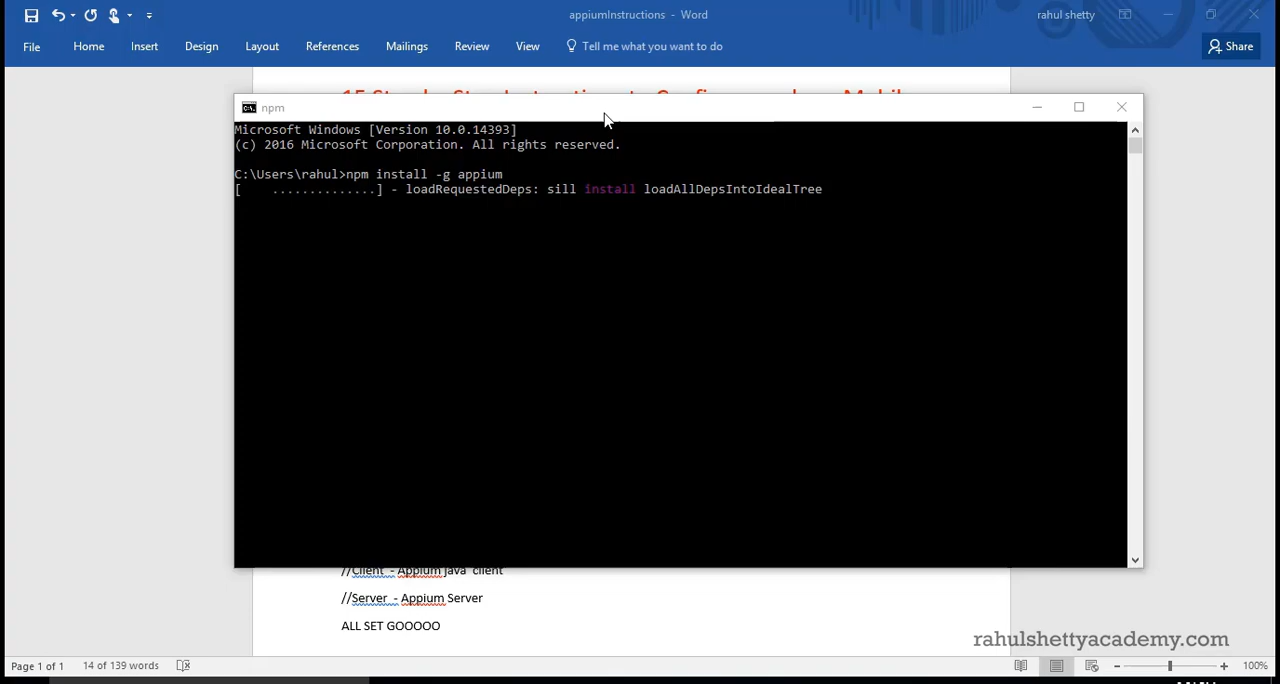 appiumInstructions - Word
rahul shetty
File Home Insert Design Layout References Mailings Review View Tell me what you want to do Share
npm
Microsoft Windows [Version 10.0.14393]
(c) 2016 Microsoft Corporation. All rights reserved.
C:\Users\rahul>npm install -g appium
[    ..............] - loadRequestedDeps: sill install loadAllDepsIntoIdealTree
//Client - Appium java client
//Server - Appium Server
ALL SET GOOOOO
rahulshettyacademy.com
Page 1 of 1 14 of 139 words 100%